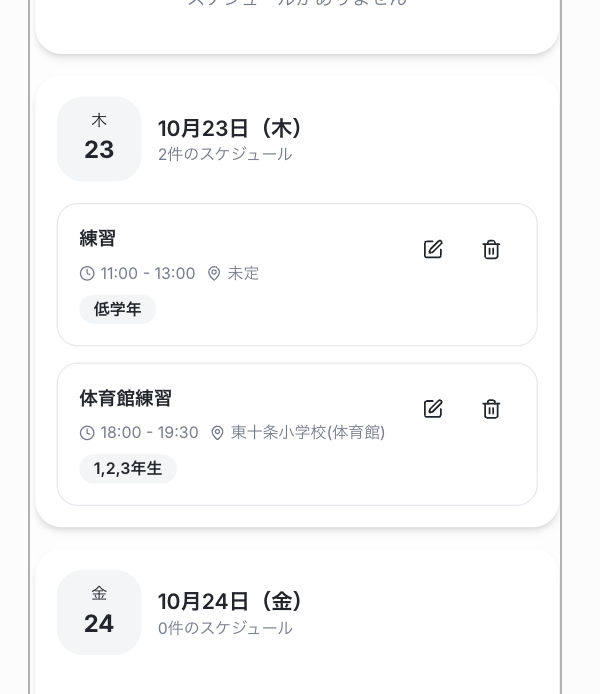 スケジュールがありません
木
23
10月23日（木）
2件のスケジュール
練習
11:00 - 13:00 未定
低学年
体育館練習
18:00 - 19:30 東十条小学校(体育館)
1,2,3年生
金
24
10月24日（金）
0件のスケジュール